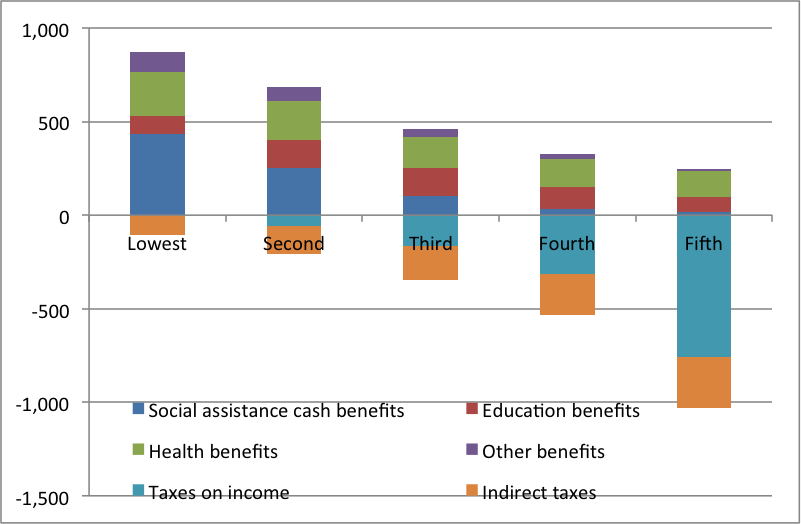 1,000
500
0
Lowest Second Third Fourth Fifth
-500
-1,000
Social assistance cash benefits Education benefits
Health benefits Other benefits
Taxes on income Indirect taxes
-1,500